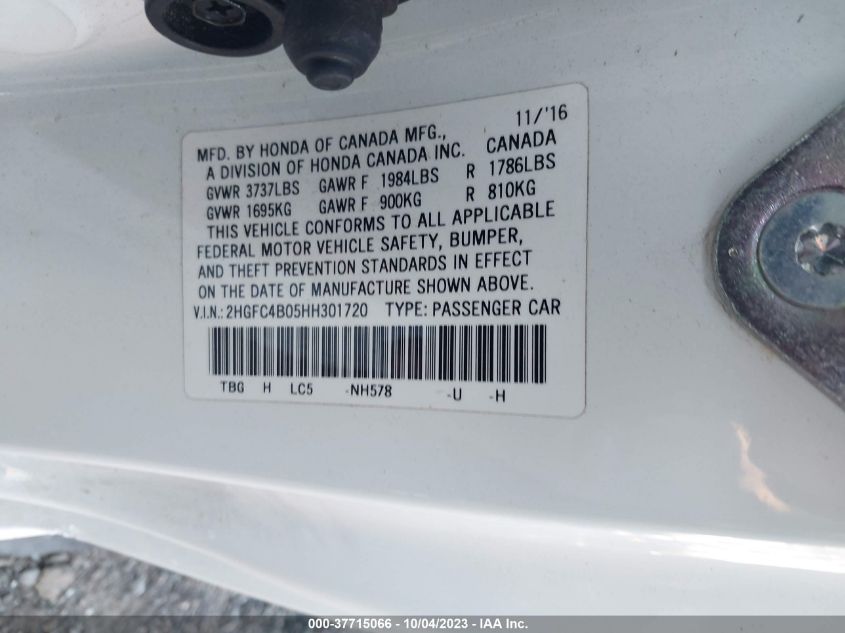 11/'16
MFD. BY HONDA OF CANADA MFG.,
A DIVISION OF HONDA CANADA INC. CANADA
GVWR 3737LBS GAWR F 1984LBS R 1786LBS
GVWR 1695KG GAWR F 900KG R 810KG
THIS VEHICLE CONFORMS TO ALL APPLICABLE
FEDERAL MOTOR VEHICLE SAFETY, BUMPER,
AND THEFT PREVENTION STANDARDS IN EFFECT
ON THE DATE OF MANUFACTURE SHOWN ABOVE.
V.I.N.: 2HGFC4B05HH301720 TYPE: PASSENGER CAR
TBG H LC5 -NH578 -U -H
000-37715066 - 10/04/2023 - IAA Inc.